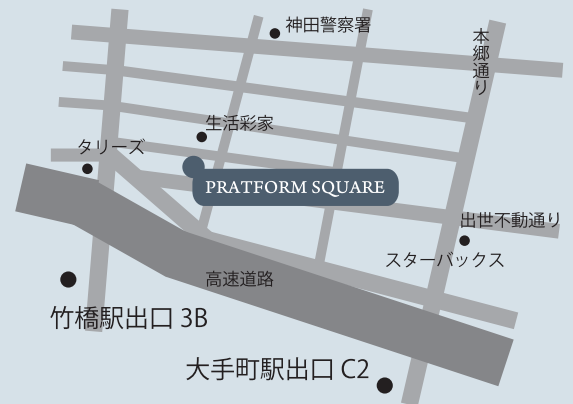 神田警察署
本郷通り
生活彩家
タリーズ
PRATFORM SQUARE
出世不動通り
スターバックス
高速道路
竹橋駅出口 3B
大手町駅出口 C2